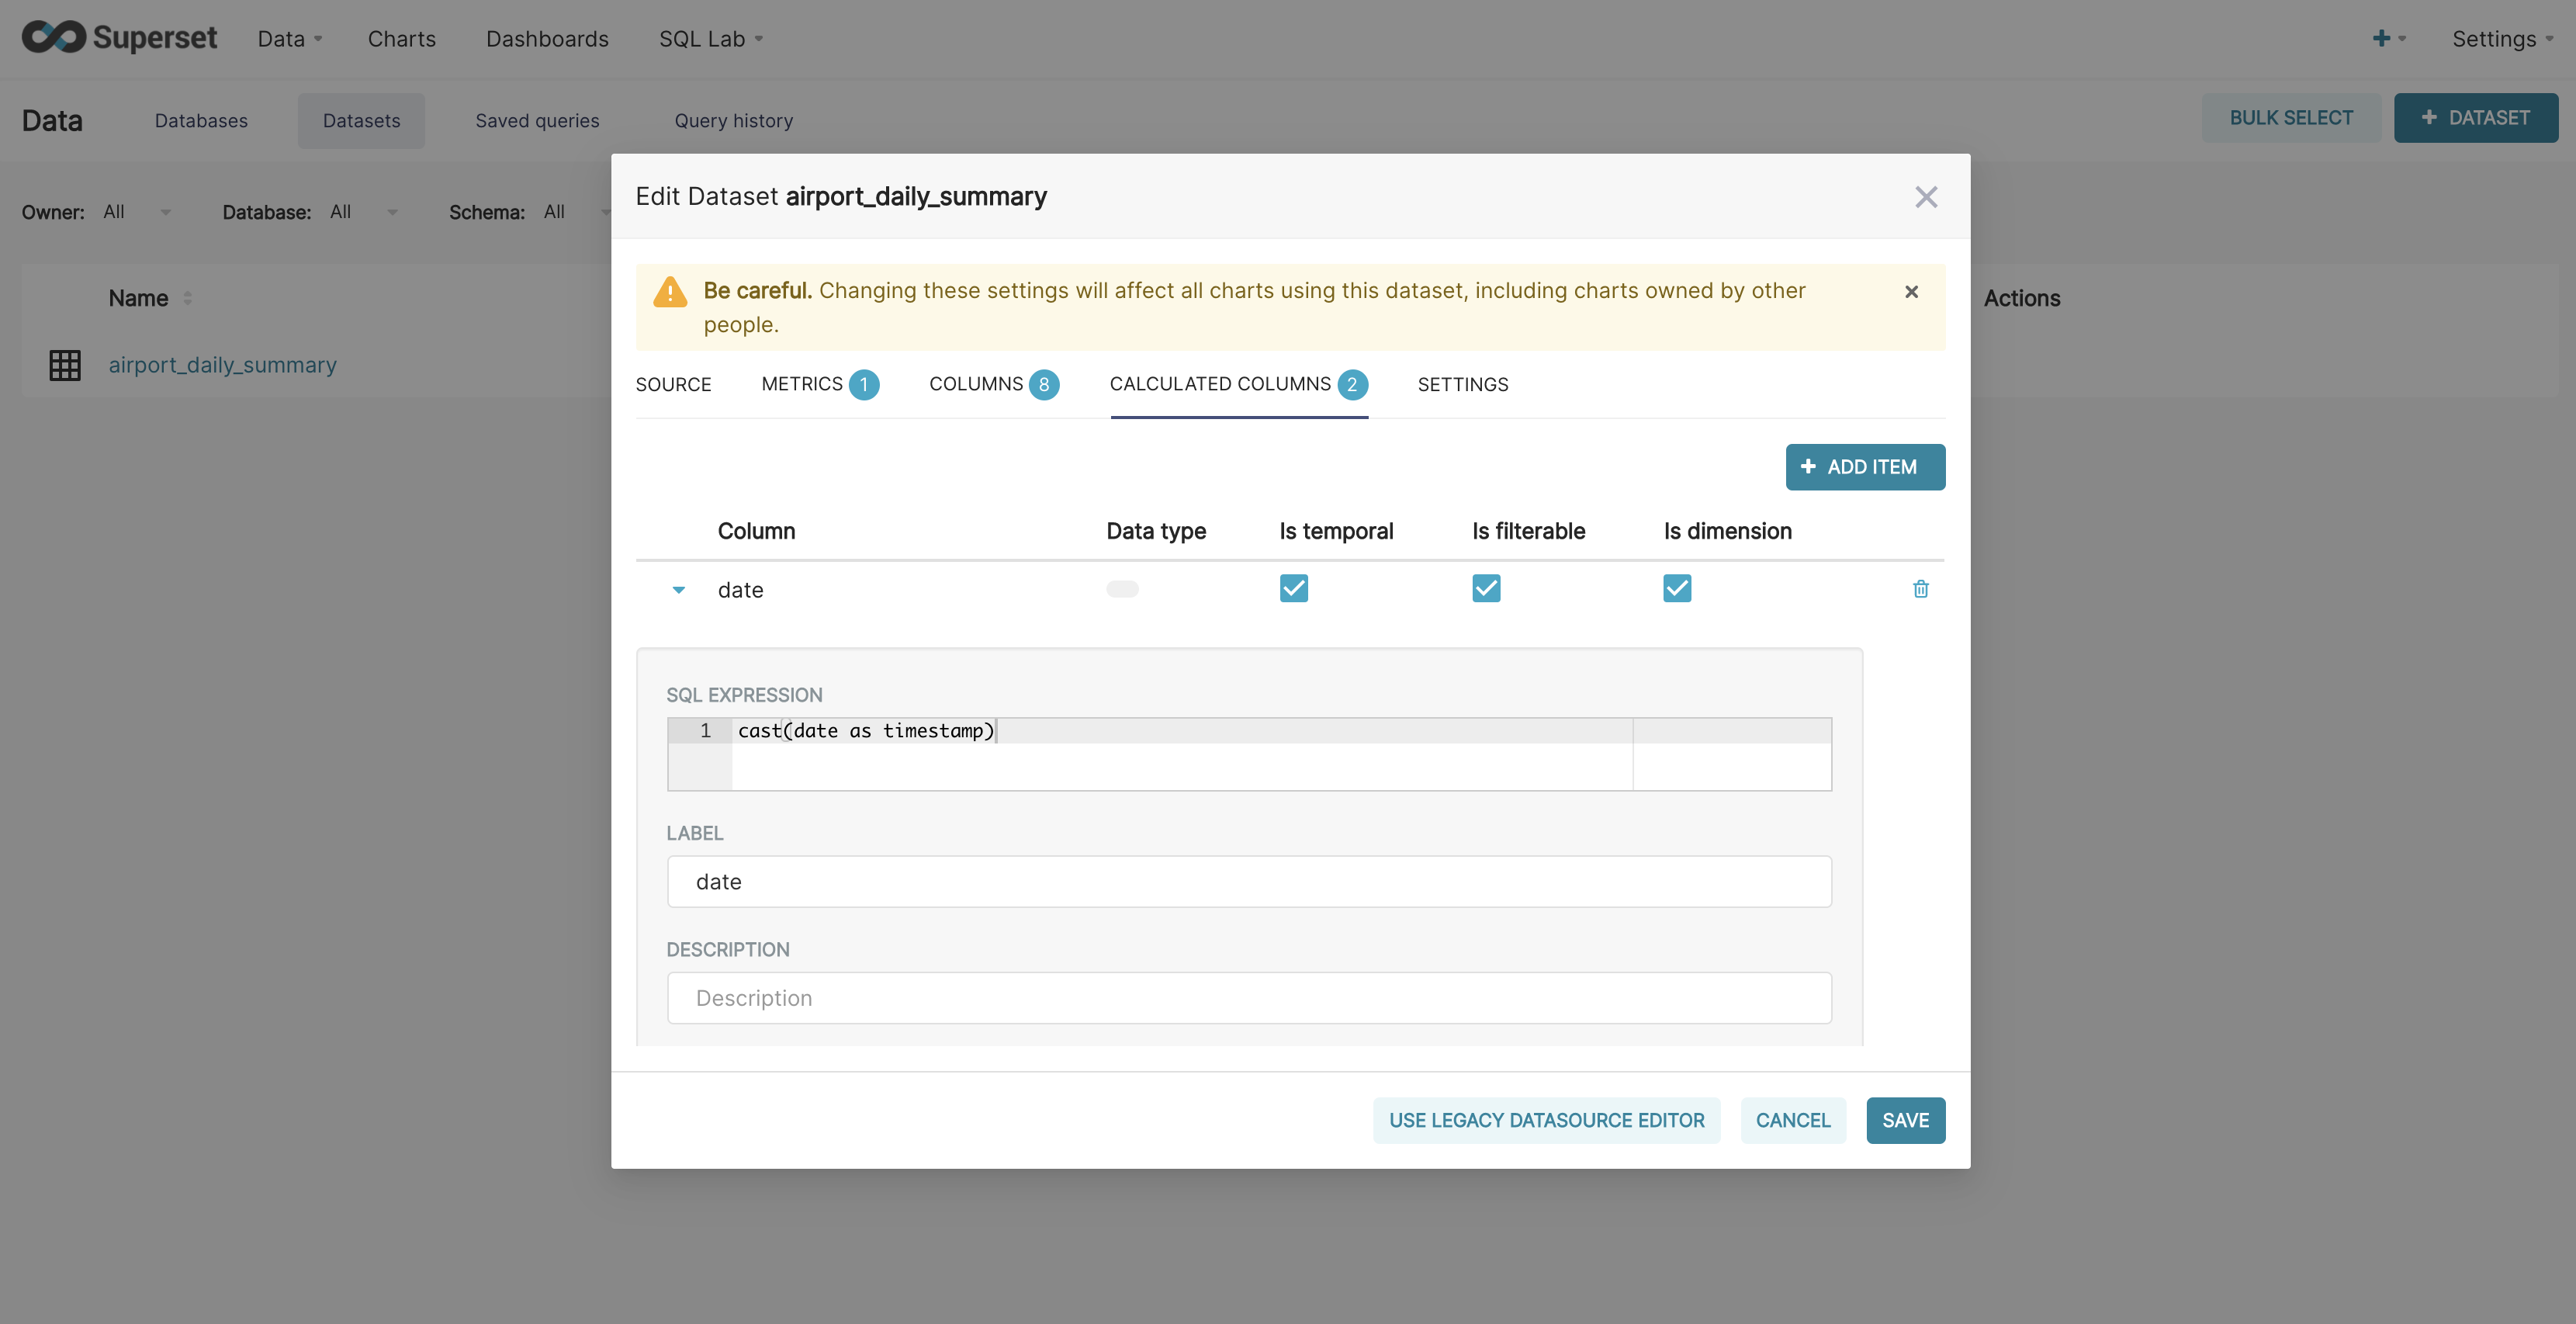 Superset Data Charts Dashboards SQL Lab Settings
Data Databases Datasets Saved queries Query history BULK SELECT + DATASET
Owner: All Database: All Schema: All
Name Actions
airport_daily_summary
Edit Dataset airport_daily_summary
Be careful. Changing these settings will affect all charts using this dataset, including charts owned by other
people.
SOURCE METRICS 1 COLUMNS 8 CALCULATED COLUMNS 2 SETTINGS
+ ADD ITEM
Column Data type Is temporal Is filterable Is dimension
date
SQL EXPRESSION
1 cast(date as timestamp)
LABEL
date
DESCRIPTION
Description
USE LEGACY DATASOURCE EDITOR CANCEL SAVE